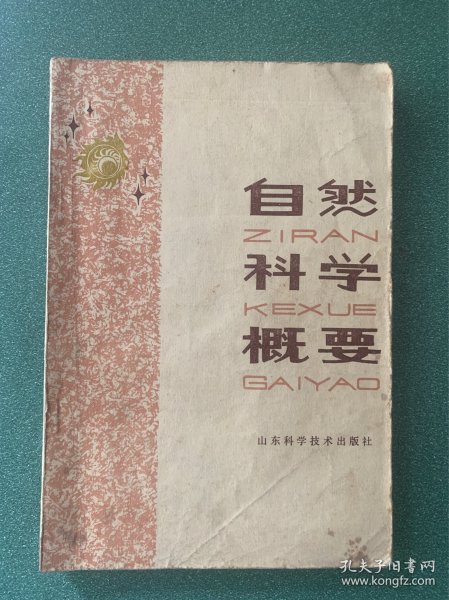 自然
ZIRAN
科学
KEXUE
概要
GAIYAO
山东科学技术出版社
孔夫子旧书网
www.kongfz.com